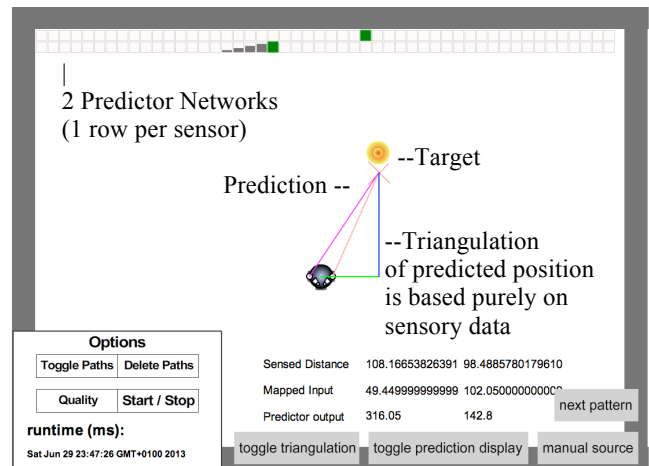 2 Predictor Networks
(1 row per sensor)
--Target
Prediction --
--Triangulation
of predicted position
is based purely on
sensory data
Options
Toggle Paths Delete Paths
Quality Start / Stop
runtime (ms):
Sat Jun 29 23:47:26 GMT+0100 2013
Sensed Distance 108.16653826391 98.4885780179610
Mapped Input 49.449999999999 102.050000000000
Predictor output 316.05 142.8
next pattern
toggle triangulation toggle prediction display manual source